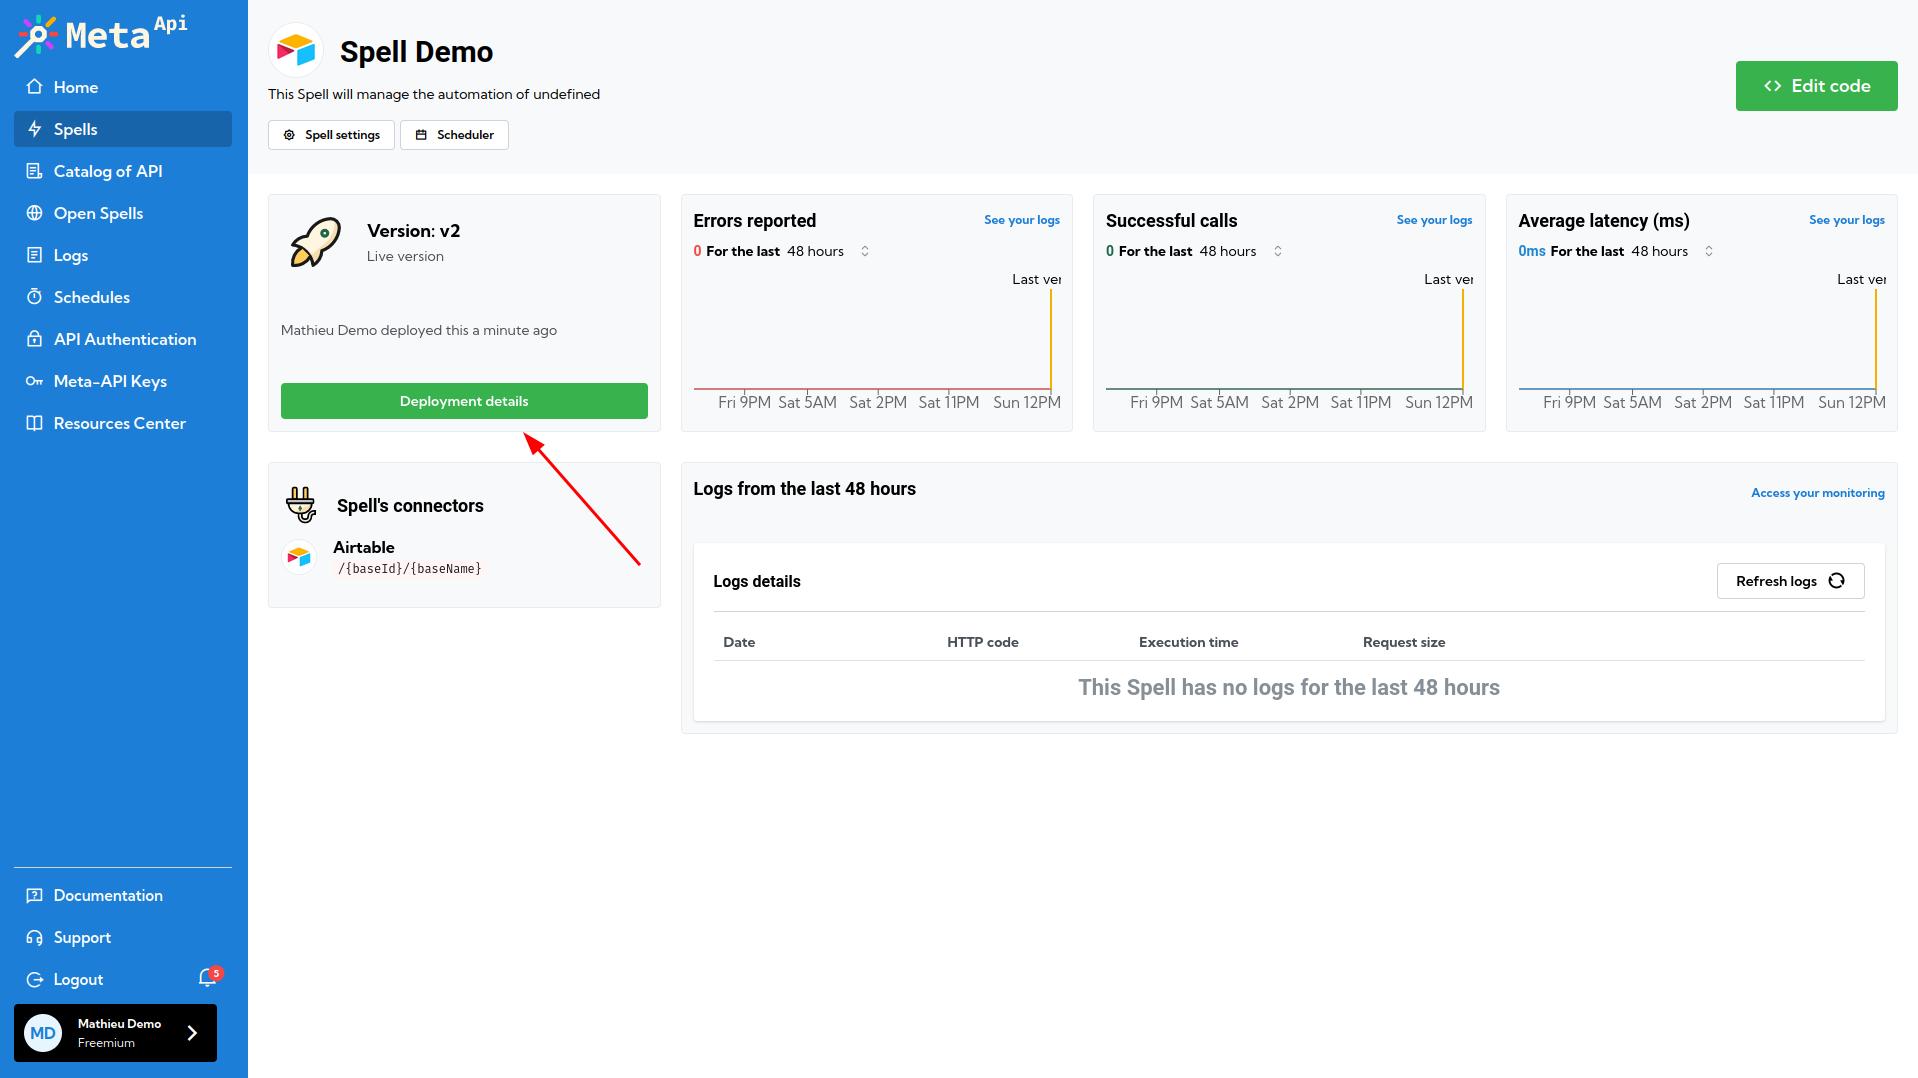 Meta Api
Home
Spells
Catalog of API
Open Spells
Logs
Schedules
API Authentication
Meta-API Keys
Resources Center
Documentation
Support
Logout
5
MD
Mathieu Demo
Freemium
Spell Demo
This Spell will manage the automation of undefined
Spell settings
Scheduler
Edit code
Version: v2
Live version
Mathieu Demo deployed this a minute ago
Deployment details
Errors reported
See your logs
0 For the last 48 hours
Last ver
Fri 9PM Sat 5AM Sat 2PM Sat 11PM Sun 12PM
Successful calls
See your logs
0 For the last 48 hours
Last ver
Fri 9PM Sat 5AM Sat 2PM Sat 11PM Sun 12PM
Average latency (ms)
See your logs
0ms For the last 48 hours
Last ver
Fri 9PM Sat 5AM Sat 2PM Sat 11PM Sun 12PM
Spell's connectors
Airtable
/{baseId}/{baseName}
Logs from the last 48 hours
Access your monitoring
Logs details
Refresh logs
Date HTTP code Execution time Request size
This Spell has no logs for the last 48 hours